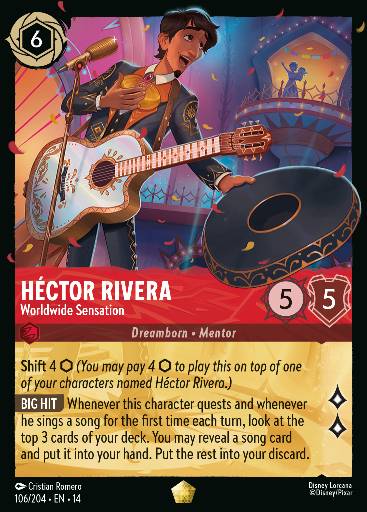 6
HÉCTOR RIVERA
Worldwide Sensation
5
5
Dreamborn • Mentor
Shift 4 ⬡ (You may pay 4 ⬡ to play this on top of one
of your characters named Héctor Rivera.)
BIG HIT Whenever this character quests and whenever
he sings a song for the first time each turn, look at the
top 3 cards of your deck. You may reveal a song card
and put it into your hand. Put the rest into your discard.
Cristian Romero
106/204 • EN • 14
Disney Lorcana
©Disney/Pixar